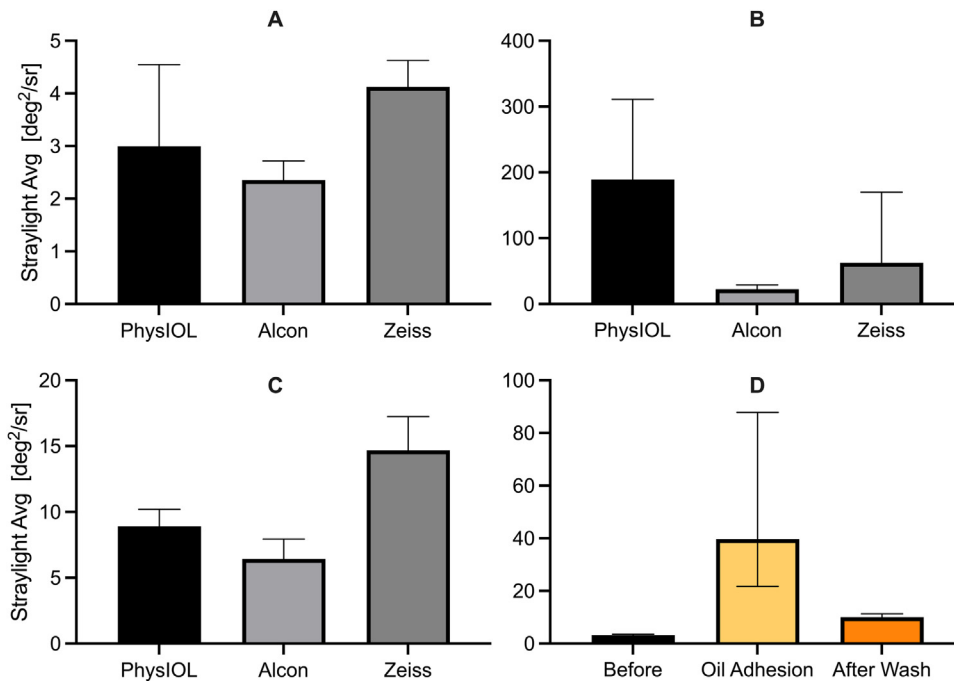 A
Straylight Avg [deg²/sr]
5
4
3
2
1
0
PhysIOL Alcon Zeiss
B
400
300
200
100
0
PhysIOL Alcon Zeiss
C
Straylight Avg [deg²/sr]
20
15
10
5
0
PhysIOL Alcon Zeiss
D
100
80
60
40
20
0
Before Oil Adhesion After Wash